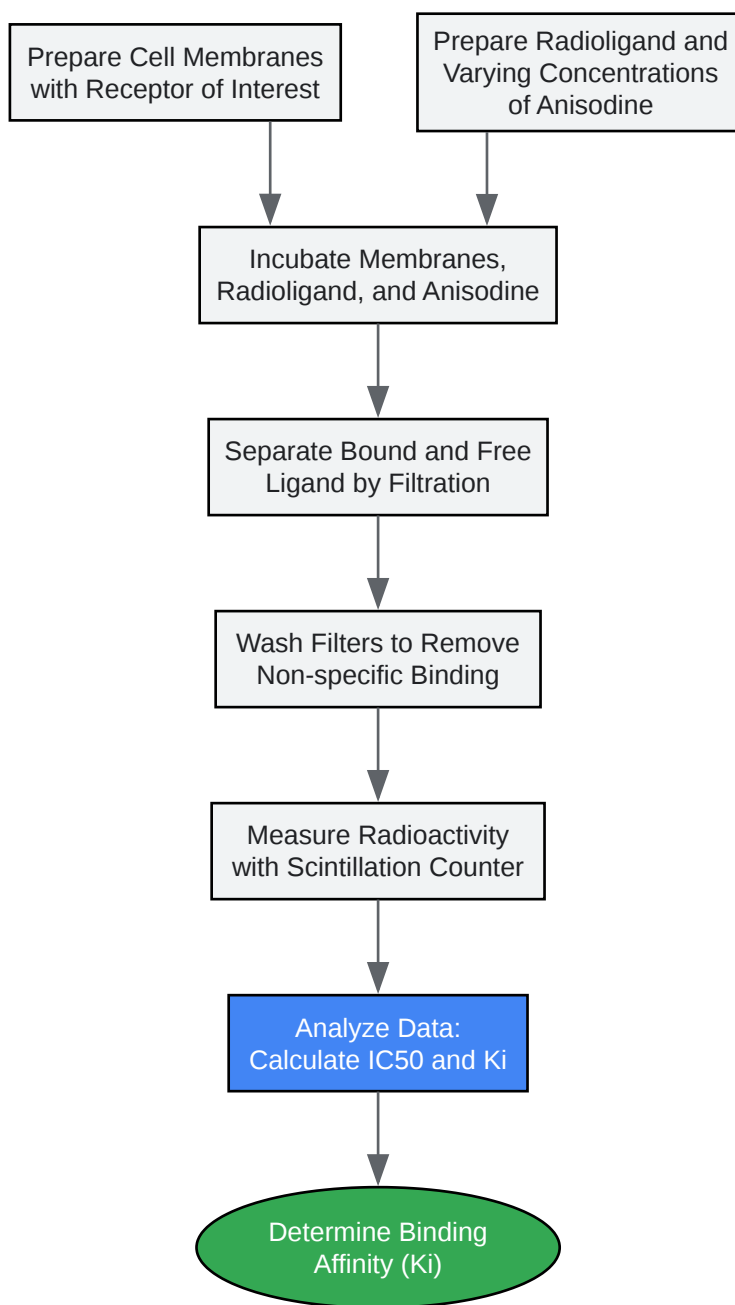 Prepare Cell Membranes
with Receptor of Interest
Prepare Radioligand and
Varying Concentrations
of Anisodine
Incubate Membranes,
Radioligand, and Anisodine
Separate Bound and Free
Ligand by Filtration
Wash Filters to Remove
Non-specific Binding
Measure Radioactivity
with Scintillation Counter
Analyze Data:
Calculate IC50 and Ki
Determine Binding
Affinity (Ki)